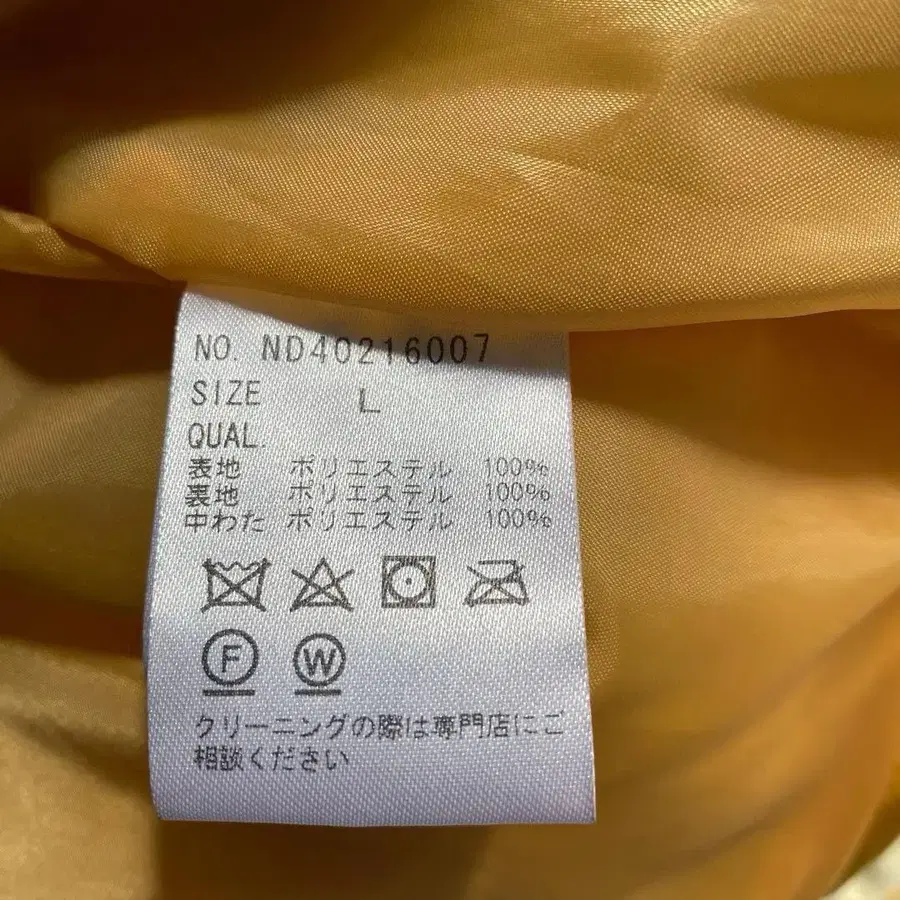 NO. ND40216007
SIZE L
QUAL.
表地 ポリエステル 100%
裏地 ポリエステル 100%
中わた ポリエステル 100%
F W
クリーニングの際は専門店にご
相談ください